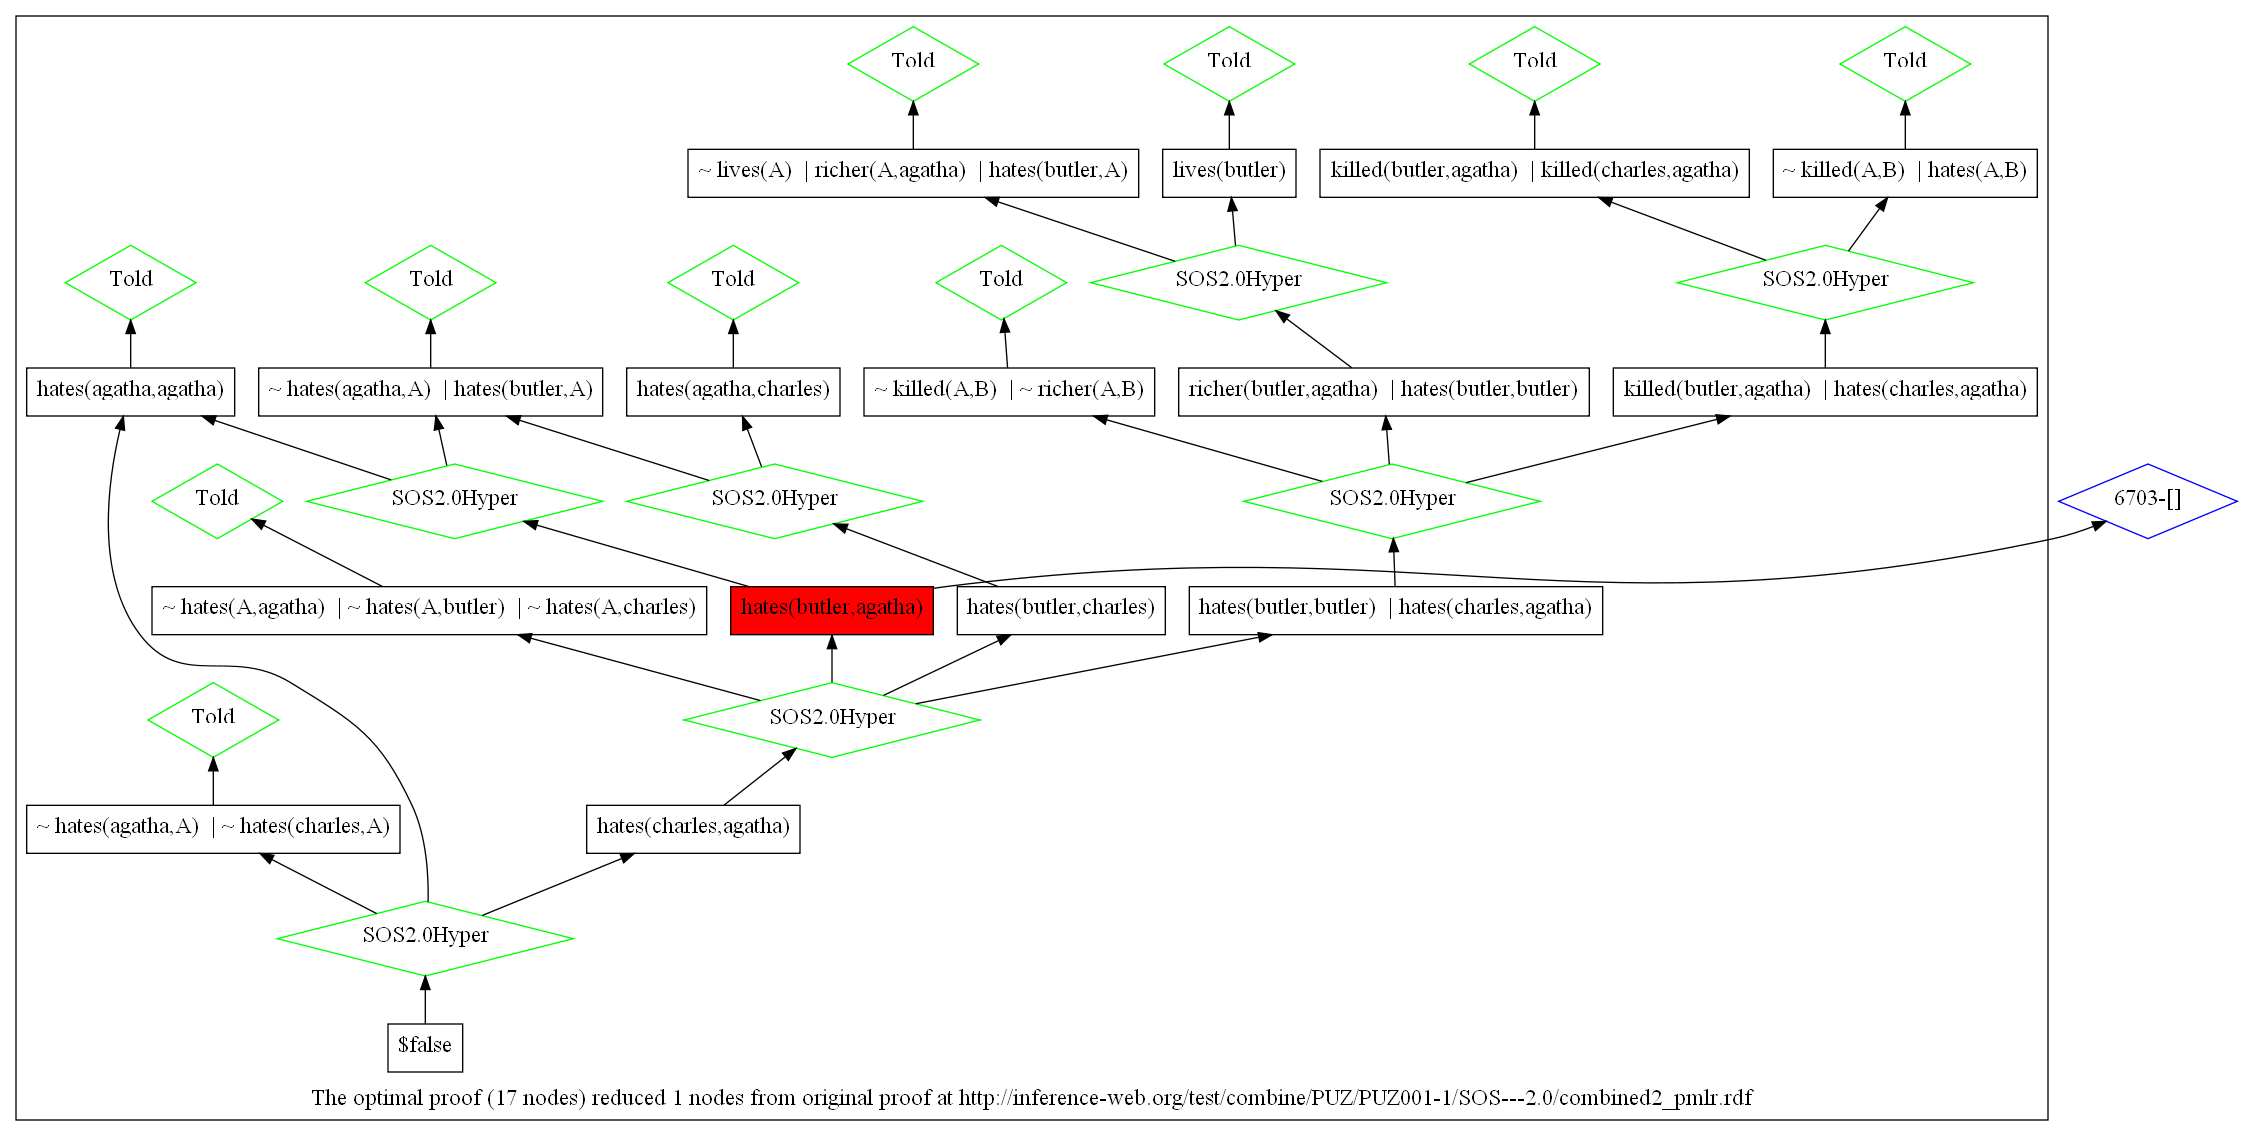 Told
Told
Told
Told
~ lives(A) | richer(A,agatha) | hates(butler,A)
lives(butler)
killed(butler,agatha) | killed(charles,agatha)
~ killed(A,B) | hates(A,B)
Told
Told
Told
Told
SOS2.0Hyper
SOS2.0Hyper
hates(agatha,agatha)
~ hates(agatha,A) | hates(butler,A)
hates(agatha,charles)
~ killed(A,B) | ~ richer(A,B)
richer(butler,agatha) | hates(butler,butler)
killed(butler,agatha) | hates(charles,agatha)
Told
SOS2.0Hyper
SOS2.0Hyper
SOS2.0Hyper
6703-[]
~ hates(A,agatha) | ~ hates(A,butler) | ~ hates(A,charles)
hates(butler,agatha)
hates(butler,charles)
hates(butler,butler) | hates(charles,agatha)
Told
SOS2.0Hyper
~ hates(agatha,A) | ~ hates(charles,A)
hates(charles,agatha)
SOS2.0Hyper
$false
The optimal proof (17 nodes) reduced 1 nodes from original proof at http://inference-web.org/test/combine/PUZ/PUZ001-1/SOS---2.0/combined2_pmlr.rdf